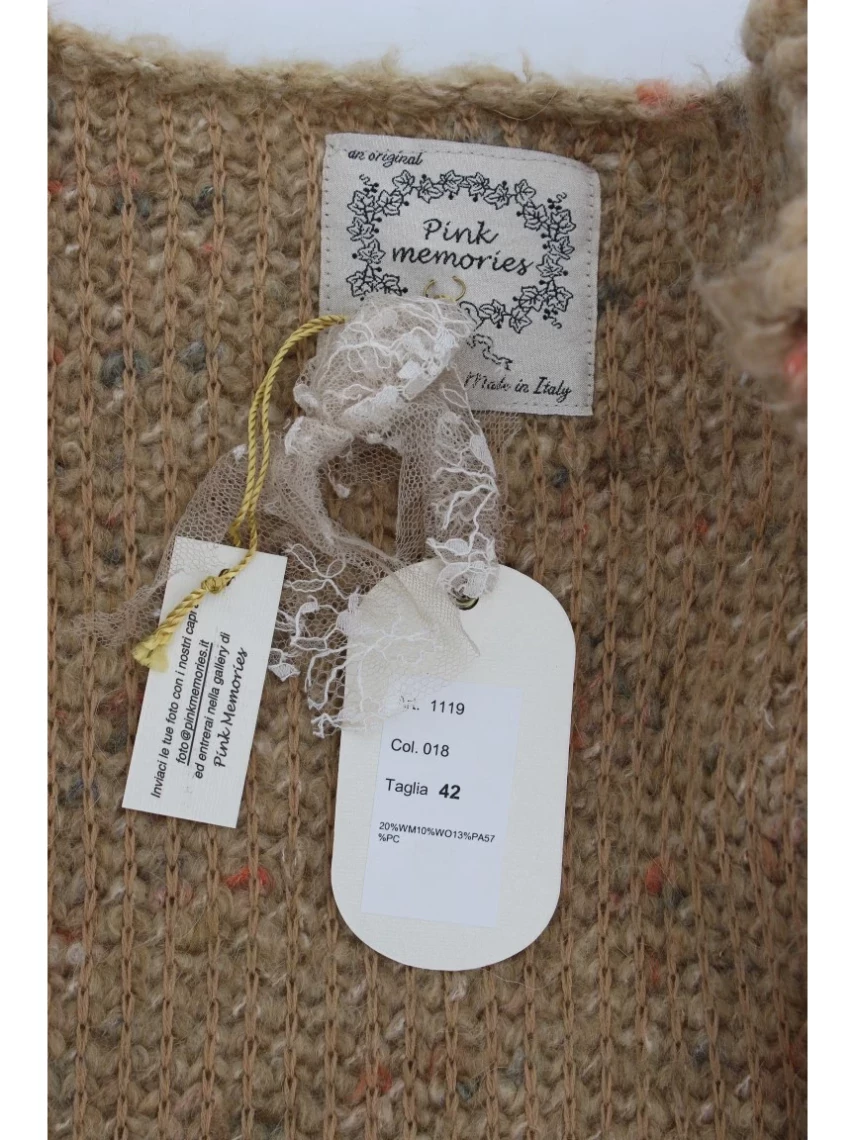 an original
Pink
memories
Made in Italy
Inviaci le tue foto con i nostri capi
foto@pinkmemories.it
ed entrerai nella gallery di
Pink Memories
Art. 1119
Col. 018
Taglia 42
20%WM10%WO13%PA57
%PC